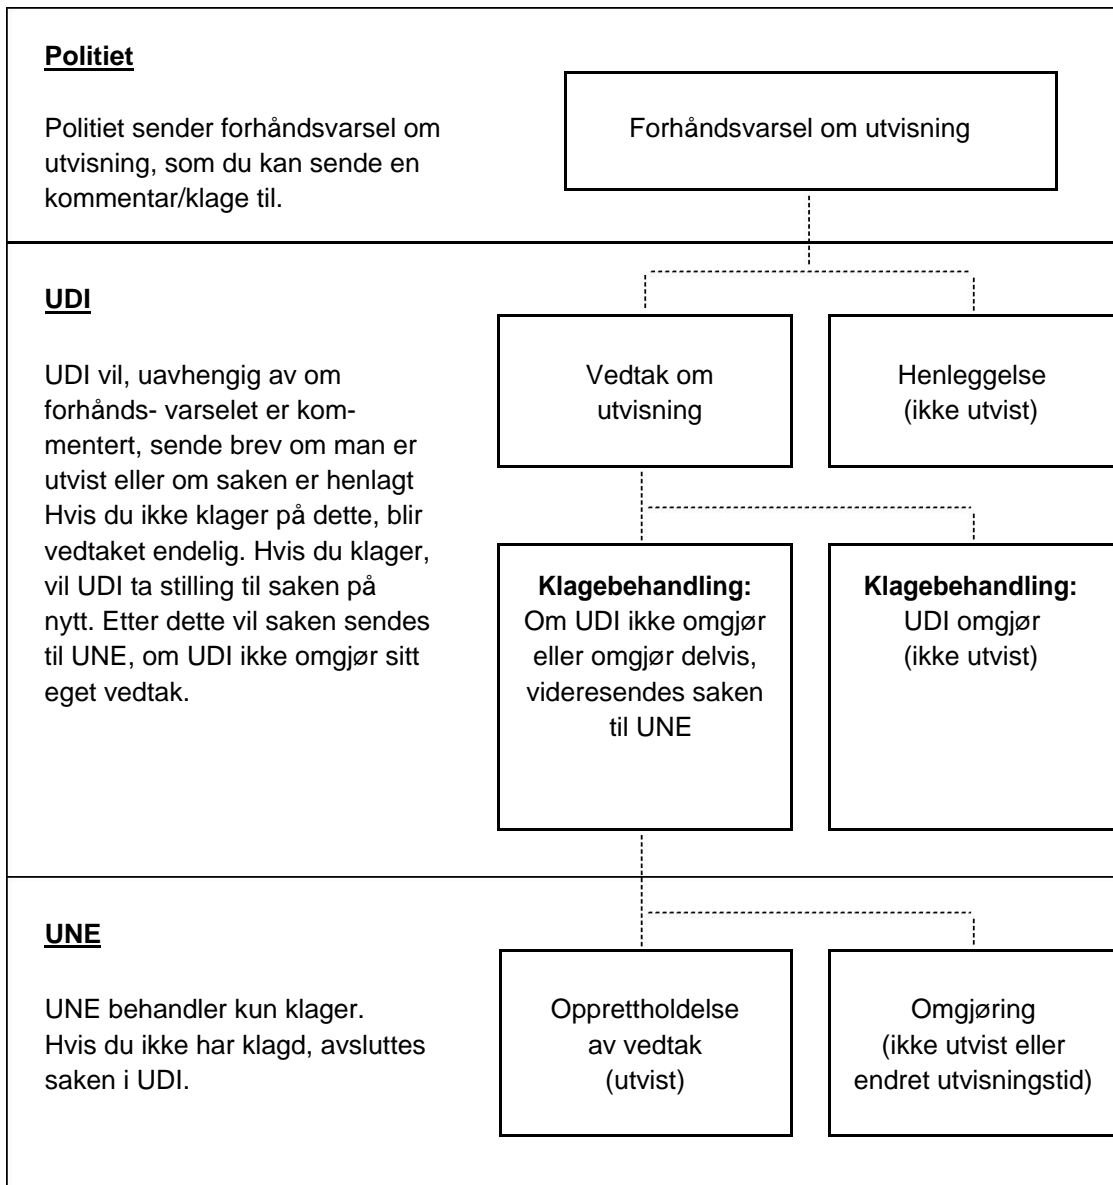 Politiet
Politiet sender forhåndsvarsel om
utvisning, som du kan sende en
kommentar/klage til.
Forhåndsvarsel om utvisning
UDI
UDI vil, uavhengig av om
forhånds- varselet er kom-
mentert, sende brev om man er
utvist eller om saken er henlagt
Hvis du ikke klager på dette, blir
vedtaket endelig. Hvis du klager,
vil UDI ta stilling til saken på
nytt. Etter dette vil saken sendes
til UNE, om UDI ikke omgjør sitt
eget vedtak.
Vedtak om
utvisning
Henleggelse
(ikke utvist)
Klagebehandling:
Om UDI ikke omgjør
eller omgjør delvis,
videresendes saken
til UNE
Klagebehandling:
UDI omgjør
(ikke utvist)
UNE
UNE behandler kun klager.
Hvis du ikke har klagd, avsluttes
saken i UDI.
Opprettholdelse
av vedtak
(utvist)
Omgjøring
(ikke utvist eller
endret utvisningstid)